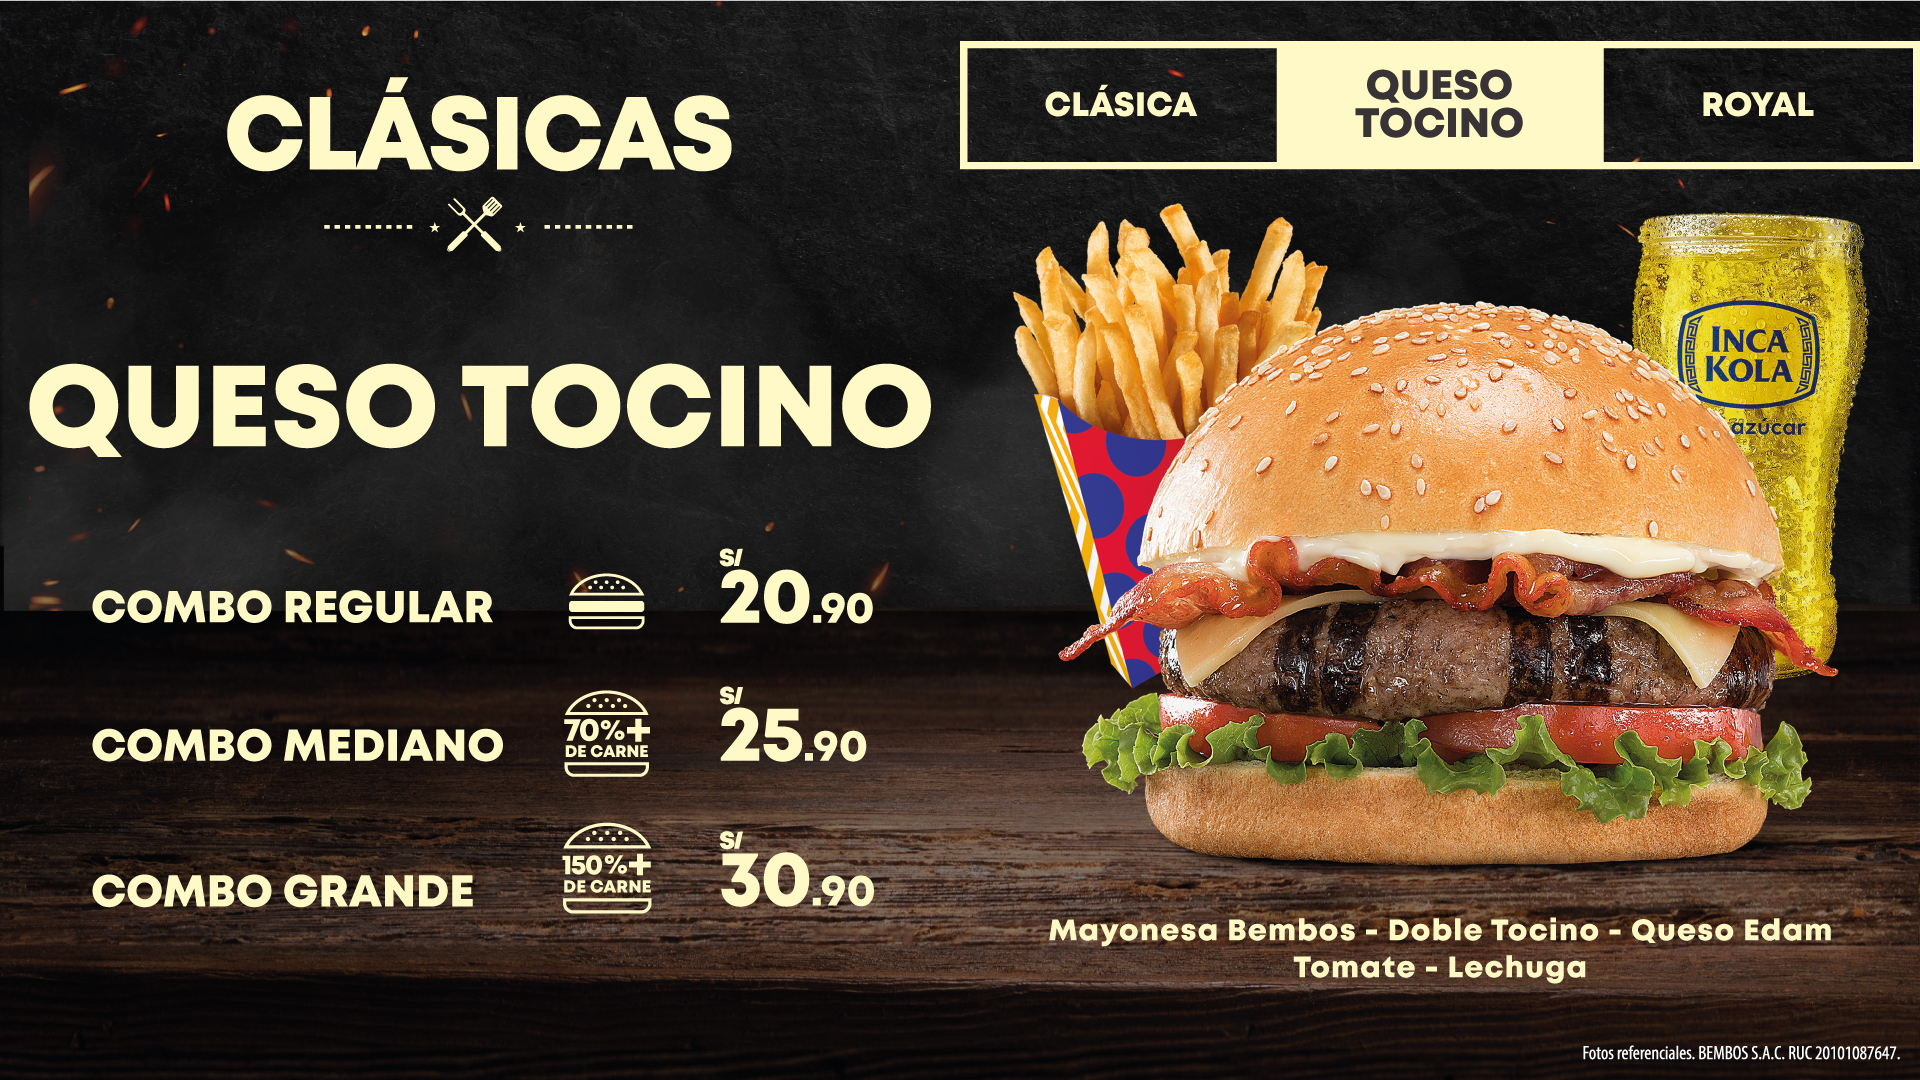 CLÁSICAS
CLÁSICA
QUESO
TOCINO
ROYAL
QUESO TOCINO
INCA
KOLA
azúcar
COMBO REGULAR
S/
20.90
COMBO MEDIANO
70%+
DE CARNE
S/
25.90
COMBO GRANDE
150%+
DE CARNE
S/
30.90
Mayonesa Bembos - Doble Tocino - Queso Edam
Tomate - Lechuga
Fotos referenciales. BEMBOS S.A.C. RUC 20101087647.